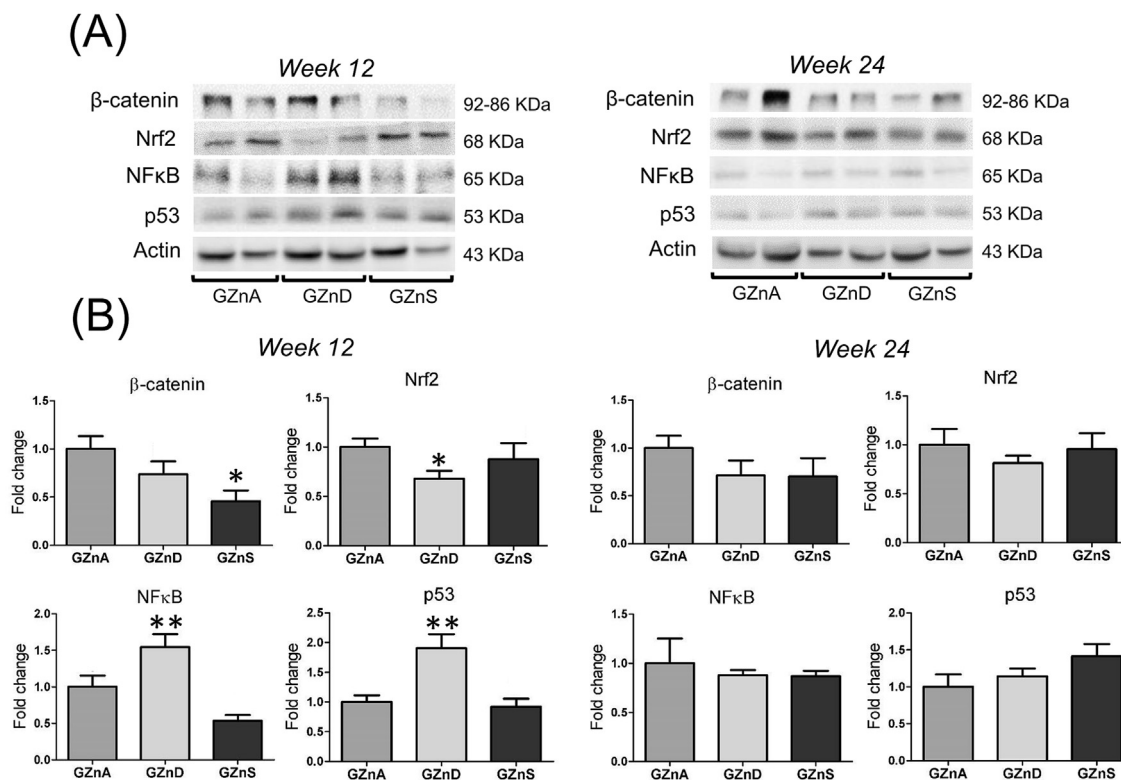 (A)
Week 12
β-catenin 92-86 KDa
Nrf2 68 KDa
NFκB 65 KDa
p53 53 KDa
Actin 43 KDa
GZnA GZnD GZnS
Week 24
β-catenin 92-86 KDa
Nrf2 68 KDa
NFκB 65 KDa
p53 53 KDa
Actin 43 KDa
GZnA GZnD GZnS
(B)
Week 12
β-catenin
Fold change
1.5
1.0
0.5
0.0
*
GZnA GZnD GZnS
Nrf2
Fold change
1.5
1.0
0.5
0.0
*
GZnA GZnD GZnS
NFκB
Fold change
2.0
1.5
1.0
0.5
0.0
**
GZnA GZnD GZnS
p53
Fold change
2.5
2.0
1.5
1.0
0.5
0.0
**
GZnA GZnD GZnS
Week 24
β-catenin
Fold change
1.5
1.0
0.5
0.0
GZnA GZnD GZnS
Nrf2
Fold change
1.5
1.0
0.5
0.0
GZnA GZnD GZnS
NFκB
Fold change
1.5
1.0
0.5
0.0
GZnA GZnD GZnS
p53
Fold change
2.0
1.5
1.0
0.5
0.0
GZnA GZnD GZnS